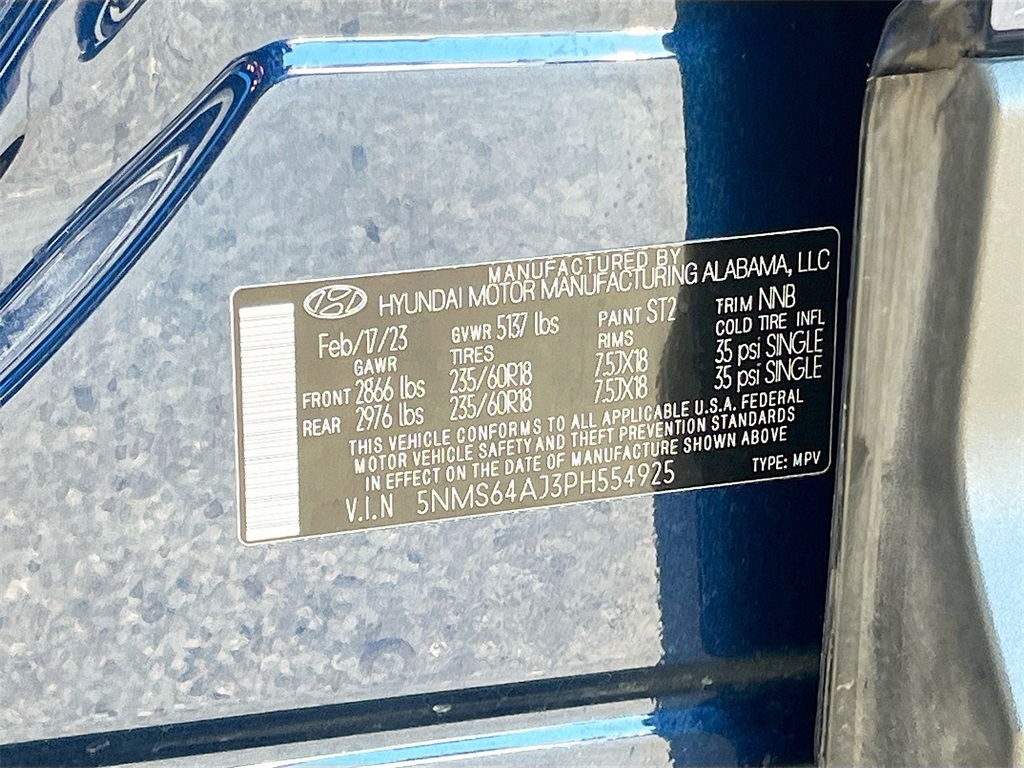 MANUFACTURED BY
HYUNDAI MOTOR MANUFACTURING ALABAMA, LLC
Feb/17/23 GVWR 5137 lbs PAINT ST2 TRIM NNB
GAWR TIRES RIMS COLD TIRE INFL
FRONT 2866 lbs 235/60R18 7.5JX18 35 psi SINGLE
REAR 2976 lbs 235/60R18 7.5JX18 35 psi SINGLE
THIS VEHICLE CONFORMS TO ALL APPLICABLE U.S.A. FEDERAL
MOTOR VEHICLE SAFETY AND THEFT PREVENTION STANDARDS
IN EFFECT ON THE DATE OF MANUFACTURE SHOWN ABOVE
V.I.N 5NMS64AJ3PH554925 TYPE: MPV